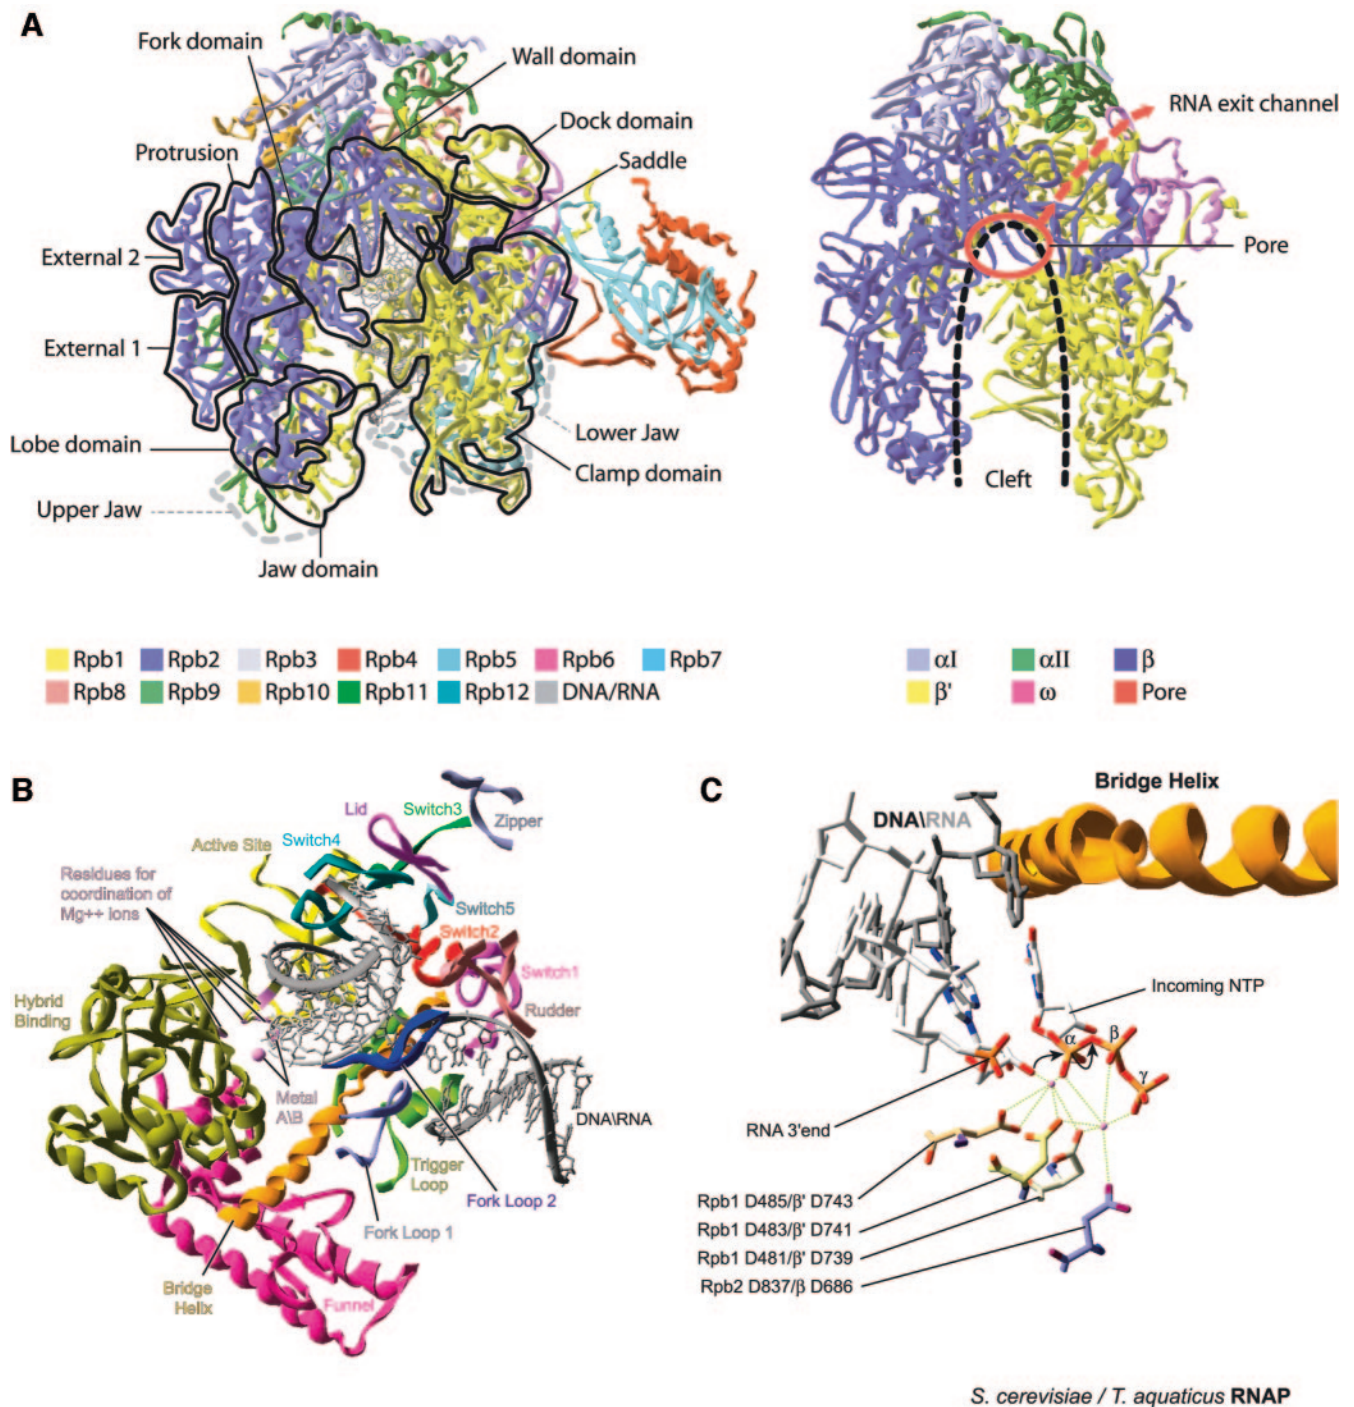 A
Fork domain
Wall domain
Dock domain
Protrusion
Saddle
External 2
External 1
Lobe domain
Lower Jaw
Clamp domain
Upper Jaw
Jaw domain
RNA exit channel
Pore
Cleft
Rpb1 Rpb2 Rpb3 Rpb4 Rpb5 Rpb6 Rpb7
Rpb8 Rpb9 Rpb10 Rpb11 Rpb12 DNA/RNA
αI αII β
β' ω Pore
B
Lid
Switch3
Zipper
Switch4
Active Site
Residues for
coordination of
Mg++ ions
Switch5
Switch2
Switch1
Hybrid
Binding
Rudder
Metal
A\B
DNA\RNA
Trigger
Loop
Fork Loop 2
Fork Loop 1
Bridge
Helix
Funnel
C
Bridge Helix
DNA\RNA
Incoming NTP
α
β
γ
RNA 3'end
Rpb1 D485/β' D743
Rpb1 D483/β' D741
Rpb1 D481/β' D739
Rpb2 D837/β D686
S. cerevisiae / T. aquaticus RNAP